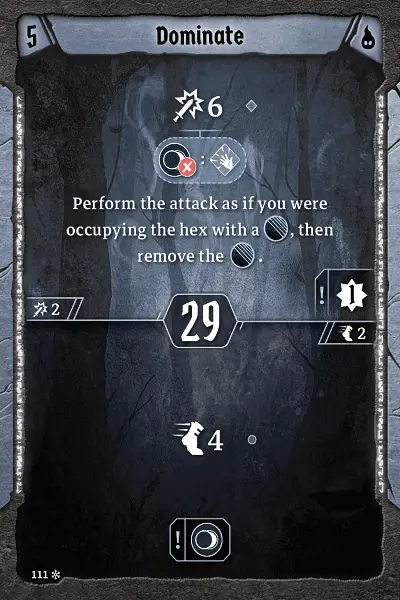 5 Dominate
6
:
Perform the attack as if you were
occupying the hex with a , then
remove the .
! 1
2
29
2
4
!
111